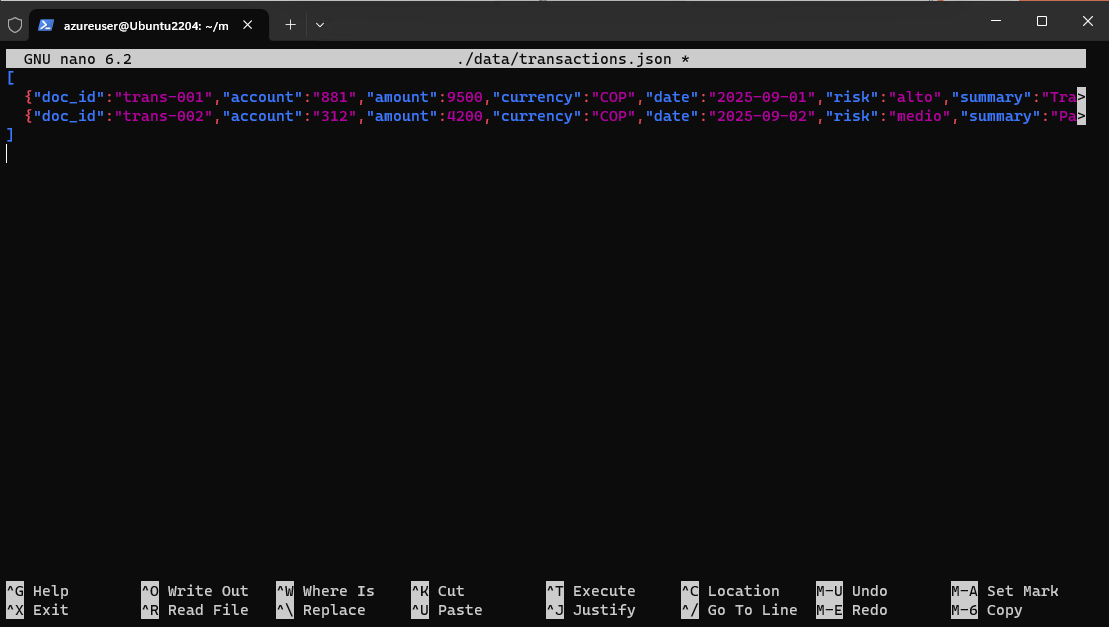 azureuser@Ubuntu2204: ~/m
GNU nano 6.2 ./data/transactions.json *
[
{"doc_id":"trans-001","account":"881","amount":9500,"currency":"COP","date":"2025-09-01","risk":"alto","summary":"Tra>
{"doc_id":"trans-002","account":"312","amount":4200,"currency":"COP","date":"2025-09-02","risk":"medio","summary":"Pa>
]
^G Help ^O Write Out ^W Where Is ^K Cut ^T Execute ^C Location M-U Undo M-A Set Mark
^X Exit ^R Read File ^\ Replace ^U Paste ^J Justify ^/ Go To Line M-E Redo M-6 Copy